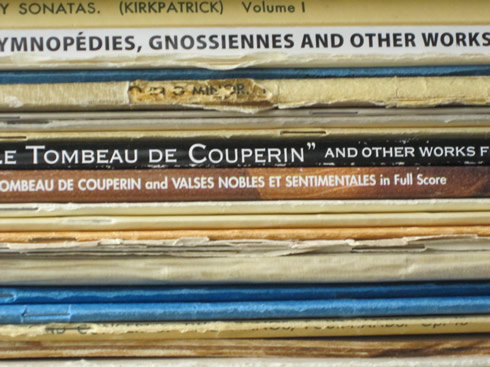 Y SONATAS. (KIRKPATRICK) Volume I
YMNOPÉDIES, GNOSSIENNES AND OTHER WORKS
MINOR.
LE TOMBEAU DE COUPERIN" AND OTHER WORKS F
OMBEAU DE COUPERIN and VALSES NOBLES ET SENTIMENTALES in Full Score